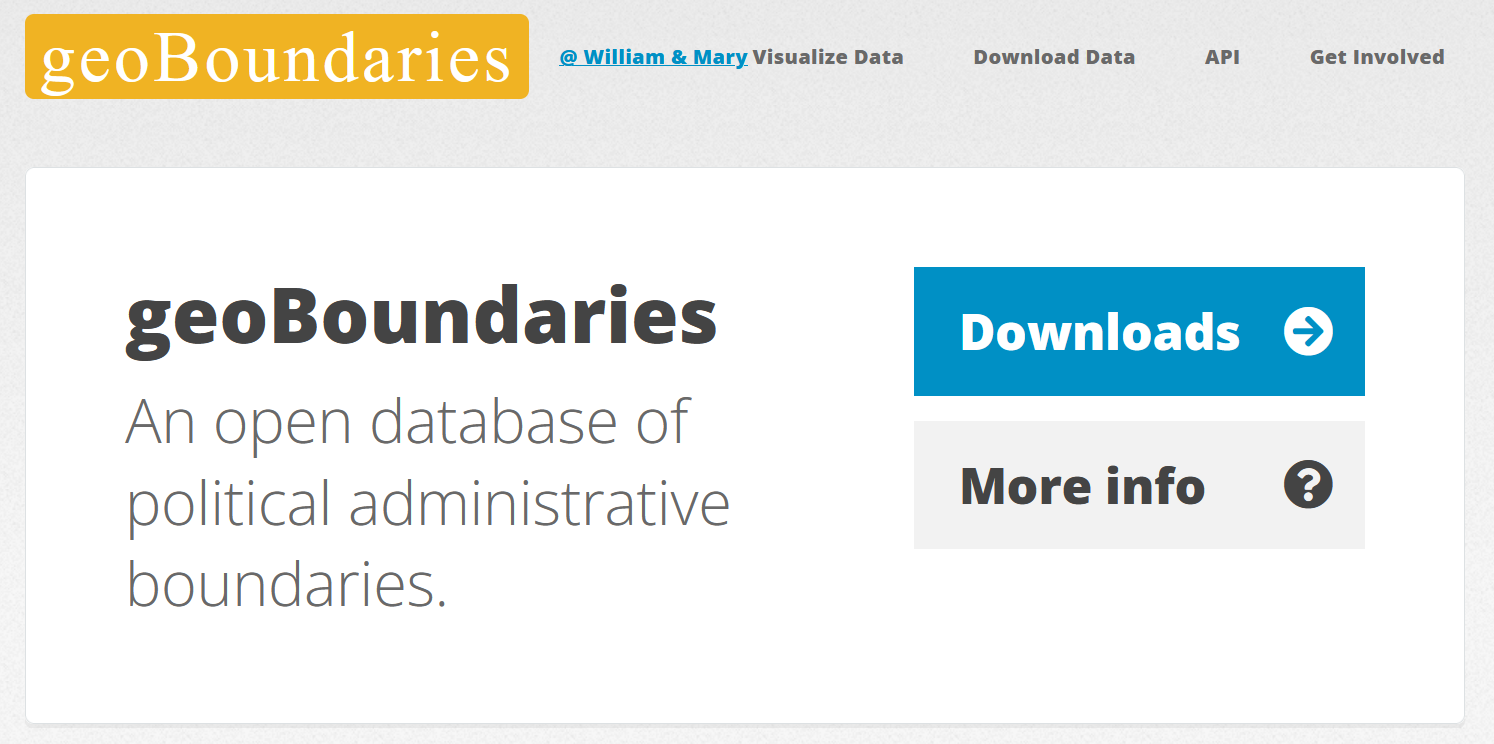 geoBoundaries
@ William & Mary Visualize Data Download Data API Get Involved
geoBoundaries
An open database of
political administrative
boundaries.
Downloads
More info